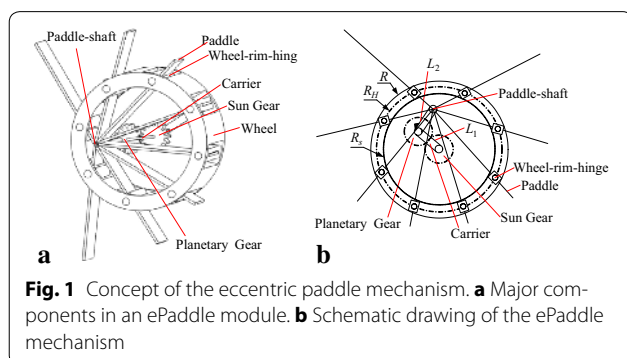 Paddle-shaft
Paddle
Wheel-rim-hing
Carrier
Sun Gear
Wheel
Planetary Gear
a
L2
R
RH
Paddle-shaft
L1
Rs
Wheel-rim-hinge
Paddle
Sun Gear
Planetary Gear
Carrier
b
Fig. 1 Concept of the eccentric paddle mechanism. a Major com-
ponents in an ePaddle module. b Schematic drawing of the ePaddle
mechanism